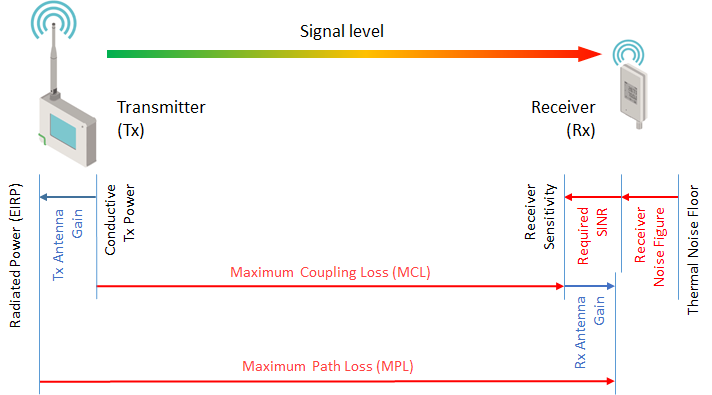 Signal level
Transmitter
(Tx)
Receiver
(Rx)
Radiated Power (EIRP)
Tx Antenna
Gain
Conductive
Tx Power
Receiver
Sensitivity
Required
SINR
Receiver
Noise Figure
Thermal Noise Floor
Maximum Coupling Loss (MCL)
Rx Antenna
Gain
Maximum Path Loss (MPL)